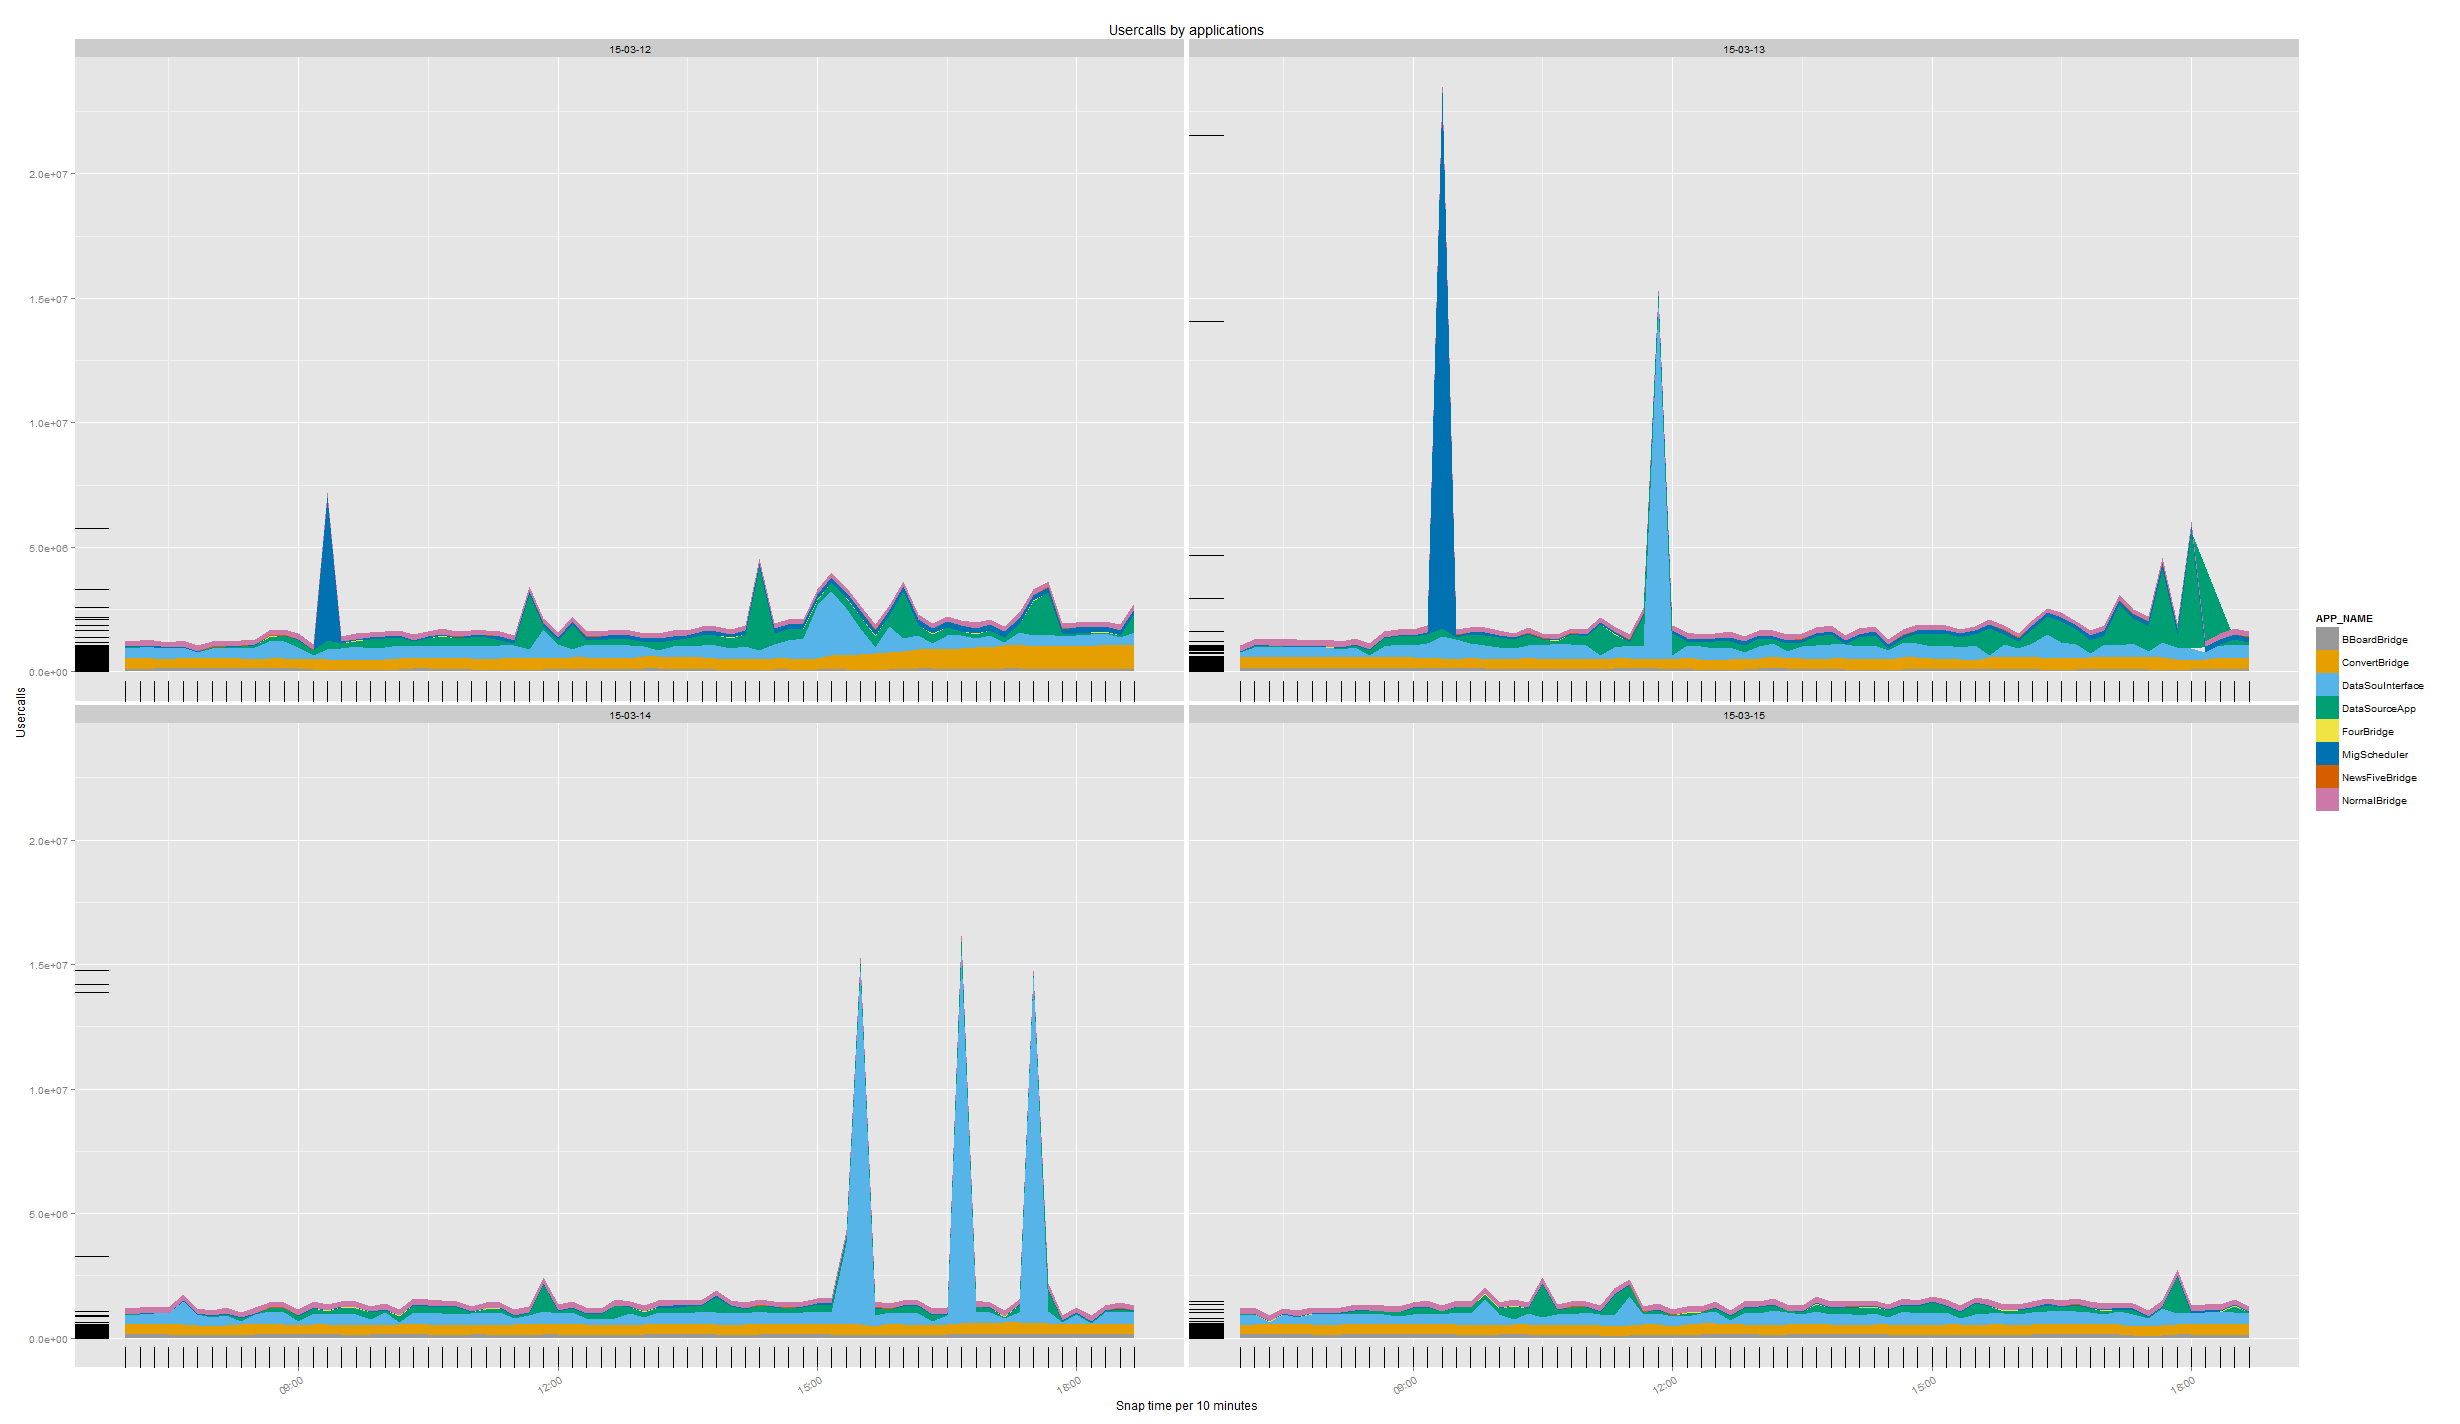 Usercalls by applications
15-03-12
15-03-13
2.0e+07
1.5e+07
1.0e+07
5.0e+06
0.0e+00
Usercalls
15-03-14
15-03-15
2.0e+07
1.5e+07
1.0e+07
5.0e+06
0.0e+00
09:00
12:00
15:00
18:00
09:00
12:00
15:00
18:00
Snap time per 10 minutes
APP_NAME
BBoardBridge
ConvertBridge
DataSouInterface
DataSourceApp
FourBridge
MigScheduler
NewsFiveBridge
NormalBridge